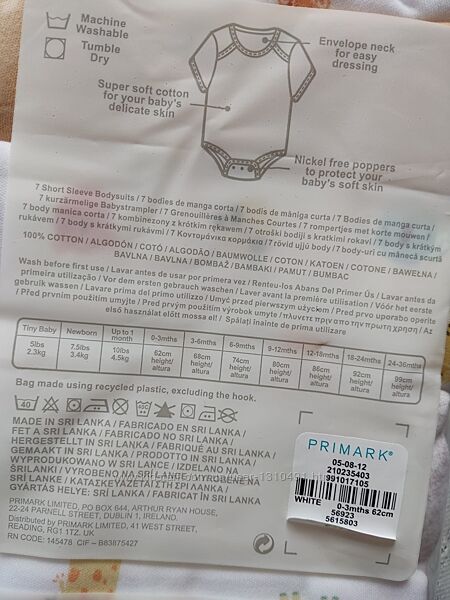 Machine
Washable
Tumble
Dry
Envelope neck
for easy
dressing
Super soft cotton
for your baby's
delicate skin
Nickel free poppers
to protect your
baby's soft skin
7 Short Sleeve Bodysuits / 7 bodies de manga curta / 7 bodies de manga curta / 7 Bodies de manga curta
7 kurzärmelige Babystrampler / 7 Grenouillères à Manches Courtes / 7 rompertjes met korte mouwen /
7 body manica corta / 7 kombinezony z krótkim rękawem / 7 otroški bodiji s kratkimi rokavi / 7 body s krátkým
rukávem / 7 body s krátkymi rukávmi / 7 Κοντομάνικα κορμάκια / 7 rövid ujjú body / 7 body-uri cu mânecă scurtă
100% COTTON / ALGODÓN / COTÓ / ALGODÃO / BAUMWOLLE / COTON / KATOEN / COTONE / BAWEŁNA /
BAVLNA / BAVLNA / BOMBAŽ / BAMBAKI / PAMUT / BUMBAC
Wash before first use / Lavar antes de usar por primera vez / Renteu-los Abans Del Primer Ús / Lavar antes da
primeira utilização / Vor dem ersten gebrauch waschen / Laver avant la première utilisation / Vóór het eerste
gebruik wassen / Lavare prima del primo utilizzo / Uprać przed pierwszym użyciem / Pred prvo uporabo operite
/ Před prvním použitím umyjte / Pred prvým použitím výrobok umyte / πλυνετε πριν απο την πρωτη χρηση / Az
első használat előtt mossa el! / Spălați înainte de prima utilizare
Tiny Baby Newborn Up to 1 month 0-3mths 3-6mths 6-9mths 9-12mths 12-18mths 18-24mths 24-36mths
5lbs 2.3kg 7.5lbs 3.4kg 10lbs 4.5kg 62cm height/ altura 68cm height/ altura 74cm height/ altura 80cm height/ altura 86cm height/ altura 92cm height/ altura 98cm height/ altura
Bag made using recycled plastic, excluding the hook.
40
MADE IN SRI LANKA / FABRICADO EN SRI LANKA /
FET A SRI LANKA / FABRICADO NO SRI LANKA /
HERGESTELLT IN SRI LANKA / FABRIQUÉ AU SRI LANKA /
GEMAAKT IN SRI LANKA / PRODOTTO IN SRI LANKA /
WYPRODUKOWANO W SRI LANCE / IZDELANO NA
ŠRILANKI / VYROBENO NA SRÍ LANCE / VYROBENÉ NA
SRÍ LANKE / ΚΑΤΑΣΚΕΥΑΖΕΤΑΙ ΣΤΗ ΣΡΙ ΛΑΝΚΑ /
GYÁRTÁS HELYE: SRI LANKA / FABRICAT ÎN SRI LANKA
PRIMARK LIMITED, PO BOX 644, ARTHUR RYAN HOUSE,
22-24 PARNELL STREET, DUBLIN 1, IRELAND.
Distributed by PRIMARK LIMITED, 41 WEST STREET,
READING. RG1 1TZ. UK
RN CODE: 145478 CIF – B83875427
PRIMARK®
05-08-12
210235403
991017105
WHITE 0-3mths 62cm
56923
5615803